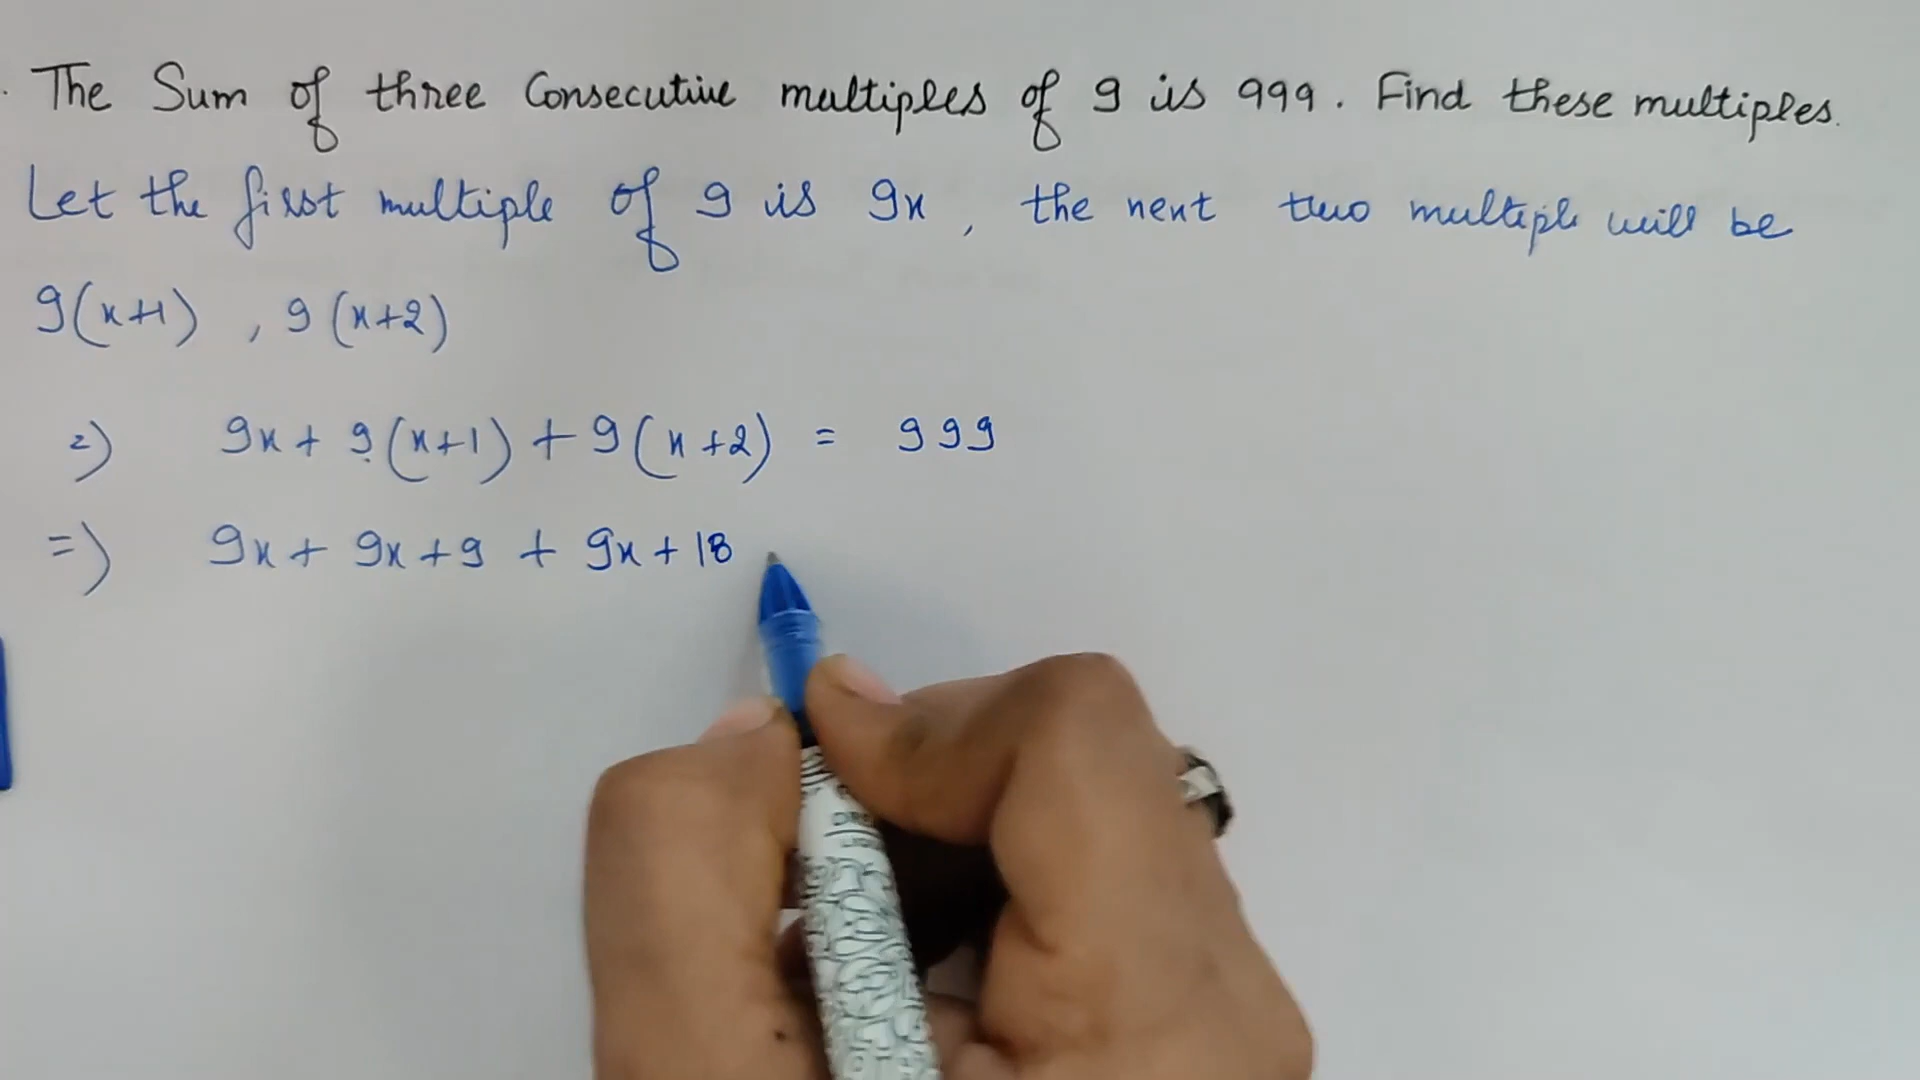 The Sum of three Consecutive multiples of 9 is 999. Find these multiples.
Let the first multiple of 9 is 9x, the next two multiple will be
9(x+1), 9(x+2)
=) 9x + 9(x+1) + 9(x+2) = 999
=) 9x + 9x + 9 + 9x + 18